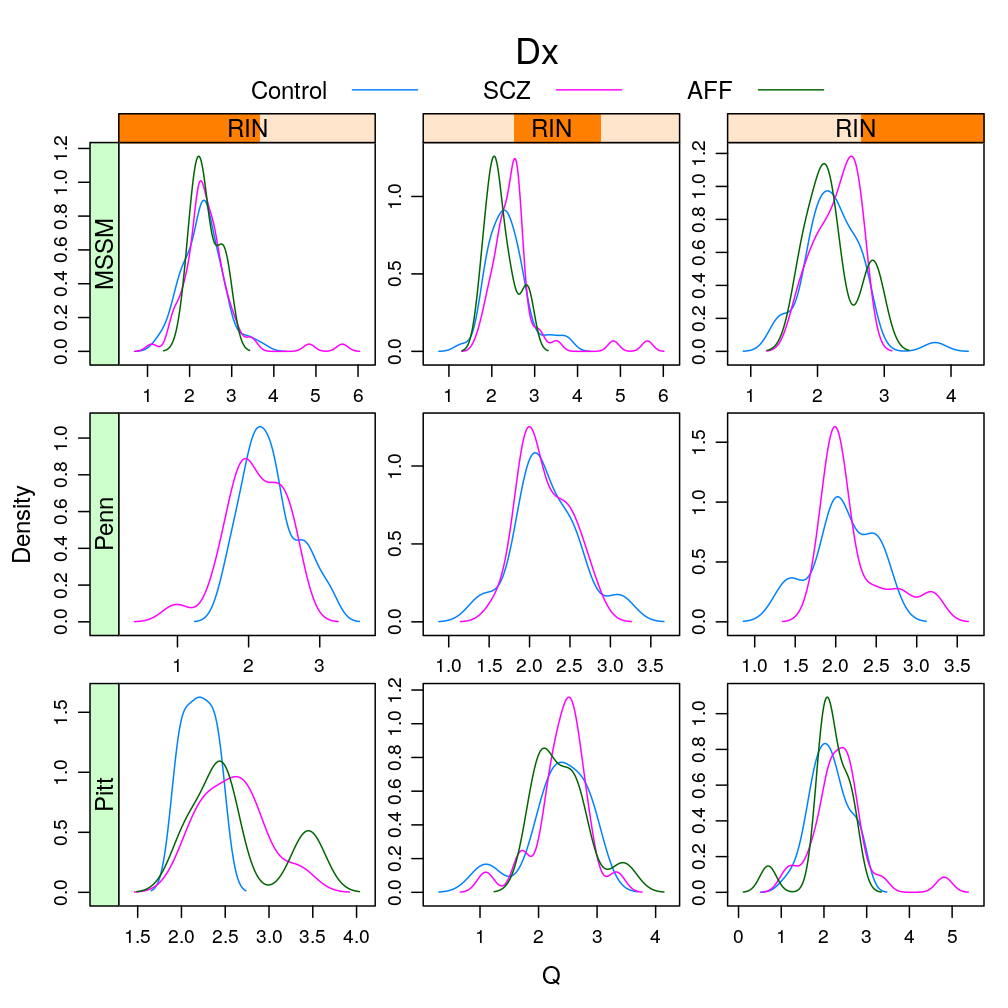 Dx
Control SCZ AFF
RIN RIN RIN
MSSM
0.0 0.2 0.4 0.6 0.8 1.0 1.2
1 2 3 4 5 6
0.0 0.5 1.0
1 2 3 4 5 6
0.0 0.2 0.4 0.6 0.8 1.0 1.2
1 2 3 4
Density
Penn
0.0 0.2 0.4 0.6 0.8 1.0
1 2 3
0.0 0.5 1.0
1.0 1.5 2.0 2.5 3.0 3.5
0.0 0.5 1.0 1.5
1.0 1.5 2.0 2.5 3.0 3.5
Pitt
0.0 0.5 1.0 1.5
1.5 2.0 2.5 3.0 3.5 4.0
0.0 0.2 0.4 0.6 0.8 1.0 1.2
1 2 3 4
0.0 0.2 0.4 0.6 0.8 1.0
0 1 2 3 4 5
Q